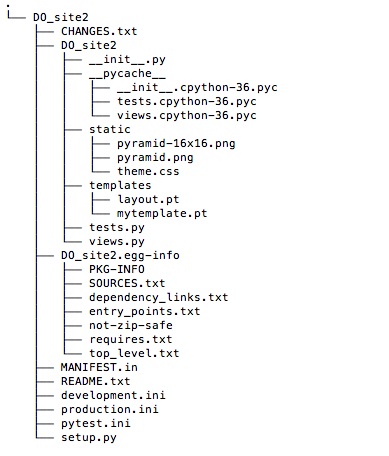 .
└── DO_site2
    ├── CHANGES.txt
    ├── DO_site2
    │   ├── __init__.py
    │   ├── __pycache__
    │   │   ├── __init__.cpython-36.pyc
    │   │   ├── tests.cpython-36.pyc
    │   │   └── views.cpython-36.pyc
    │   ├── static
    │   │   ├── pyramid-16x16.png
    │   │   ├── pyramid.png
    │   │   └── theme.css
    │   ├── templates
    │   │   ├── layout.pt
    │   │   └── mytemplate.pt
    │   ├── tests.py
    │   └── views.py
    ├── DO_site2.egg-info
    │   ├── PKG-INFO
    │   ├── SOURCES.txt
    │   ├── dependency_links.txt
    │   ├── entry_points.txt
    │   ├── not-zip-safe
    │   ├── requires.txt
    │   └── top_level.txt
    ├── MANIFEST.in
    ├── README.txt
    ├── development.ini
    ├── production.ini
    ├── pytest.ini
    └── setup.py